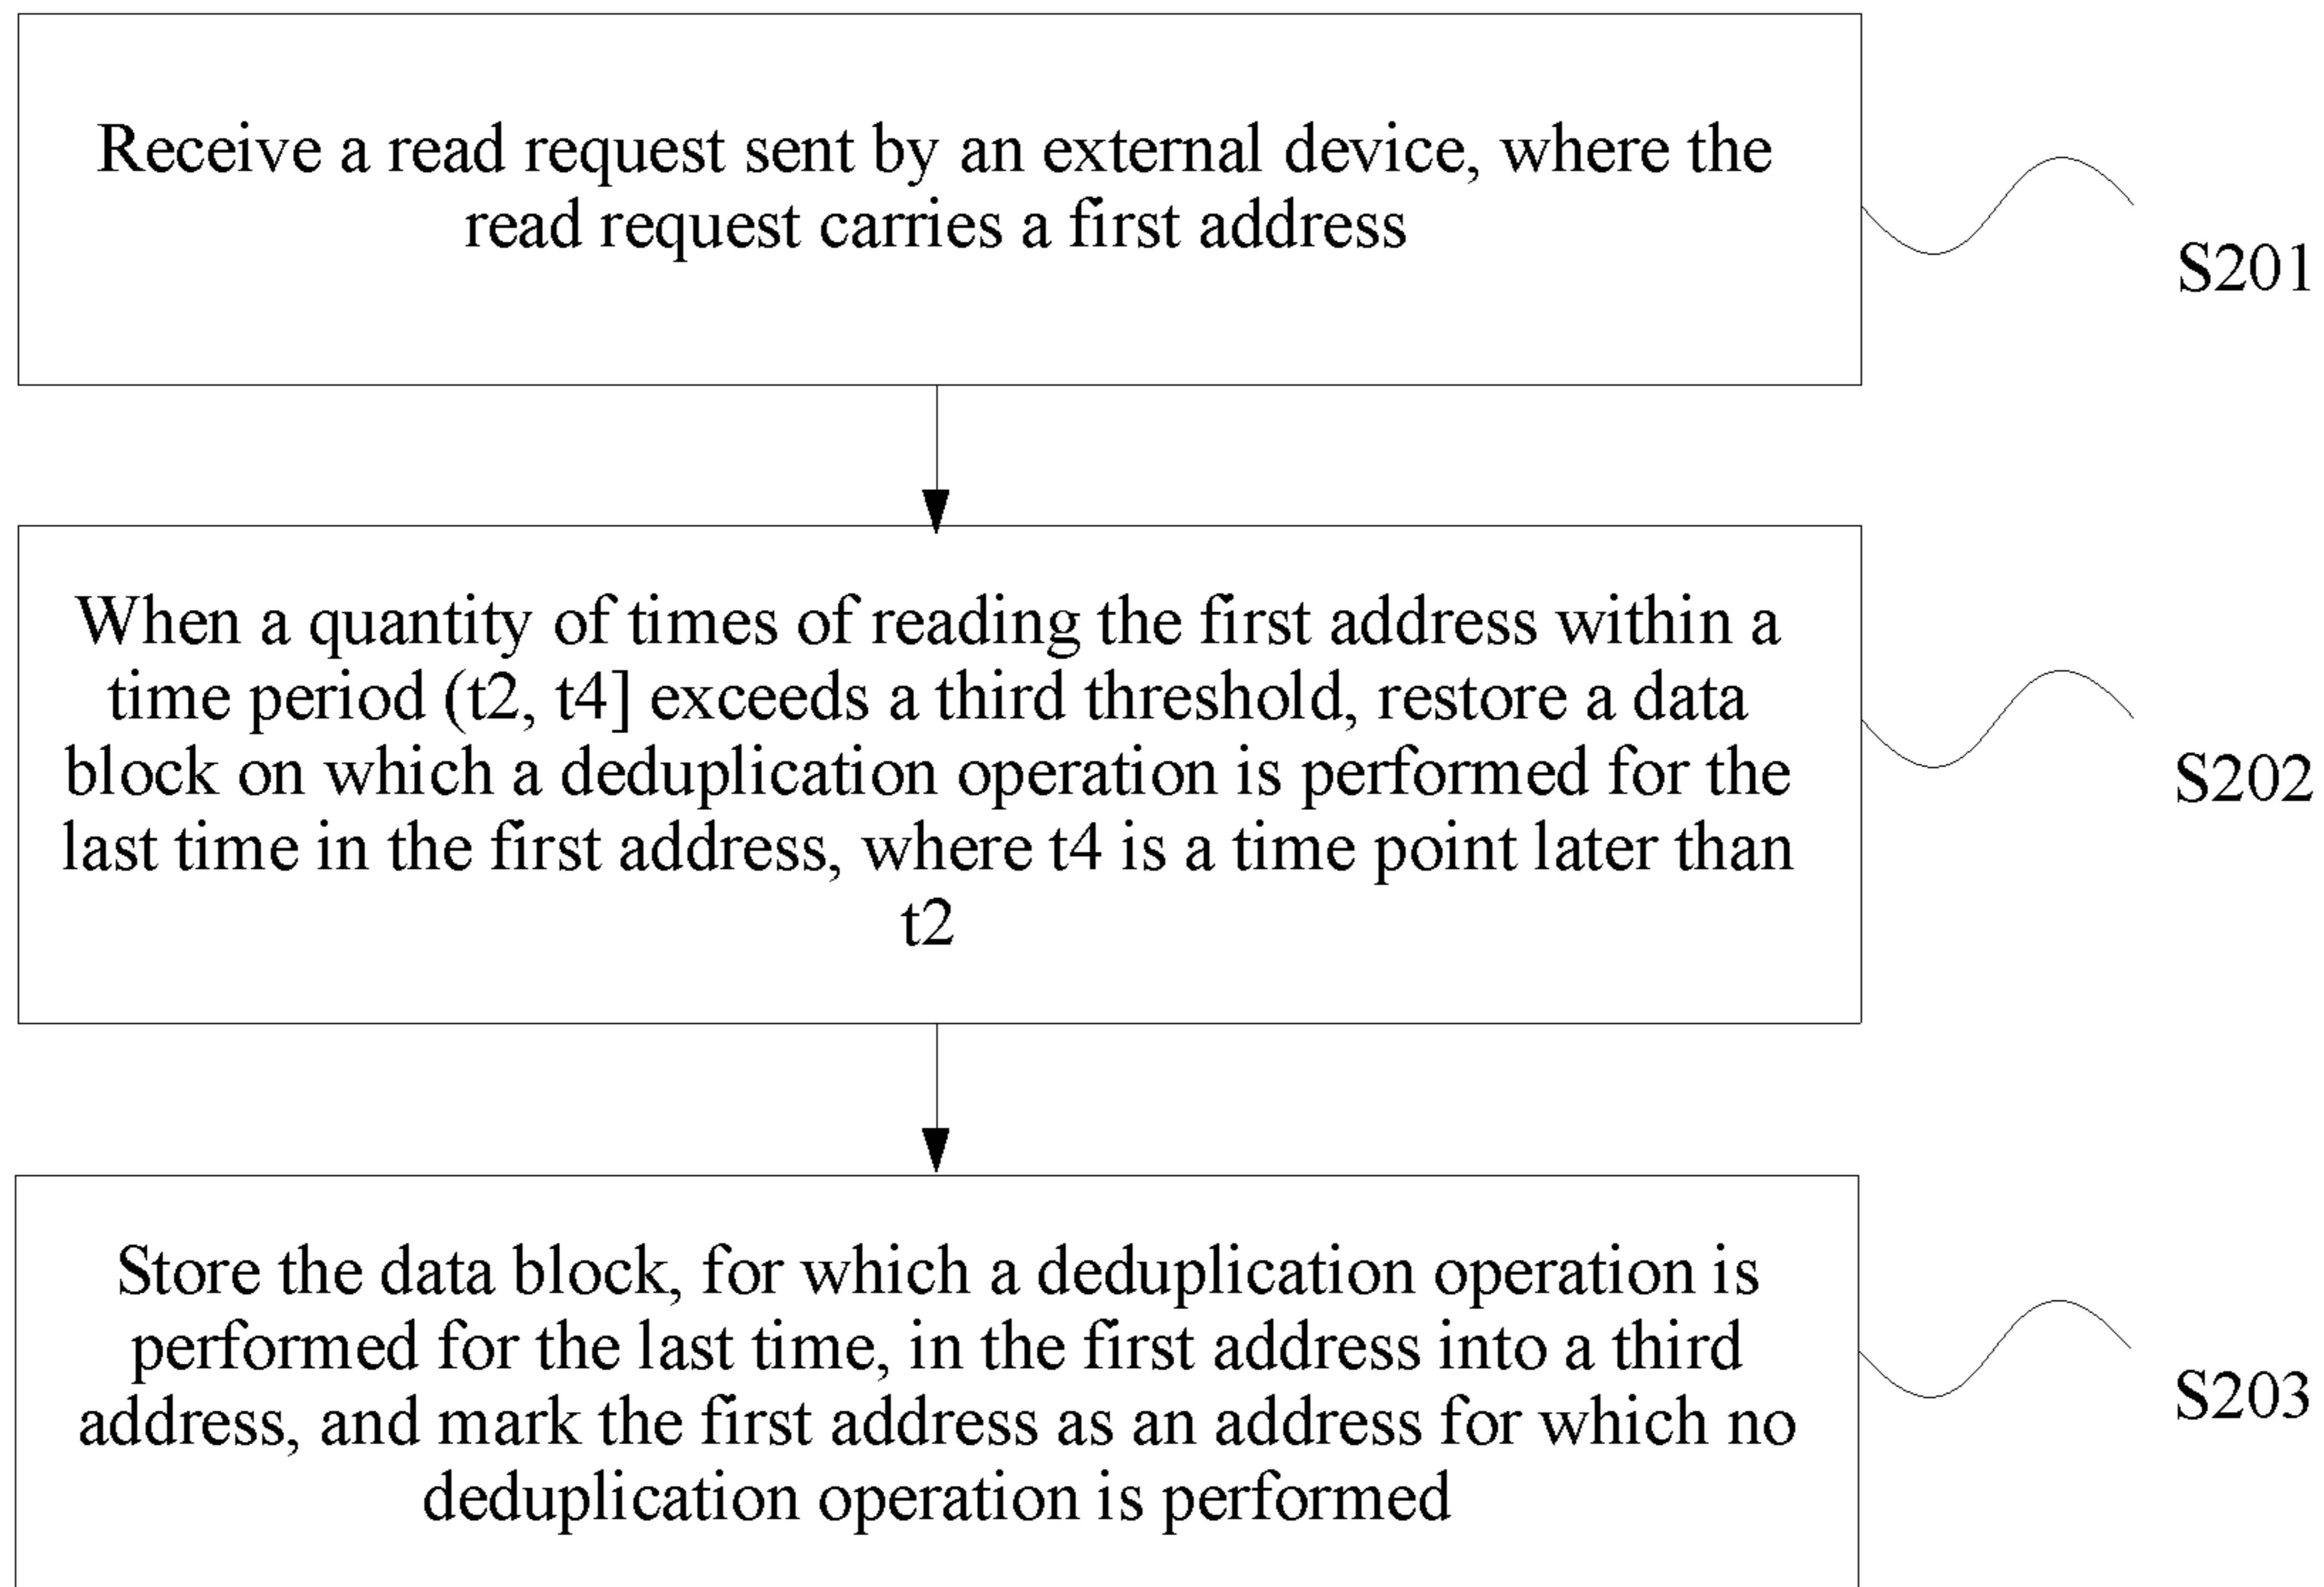 Receive a read request sent by an external device, where the
read request carries a first address
S201
When a quantity of times of reading the first address within a
time period (t2, t4] exceeds a third threshold, restore a data
block on which a deduplication operation is performed for the
last time in the first address, where t4 is a time point later than
t2
S202
Store the data block, for which a deduplication operation is
performed for the last time, in the first address into a third
address, and mark the first address as an address for which no
deduplication operation is performed
S203